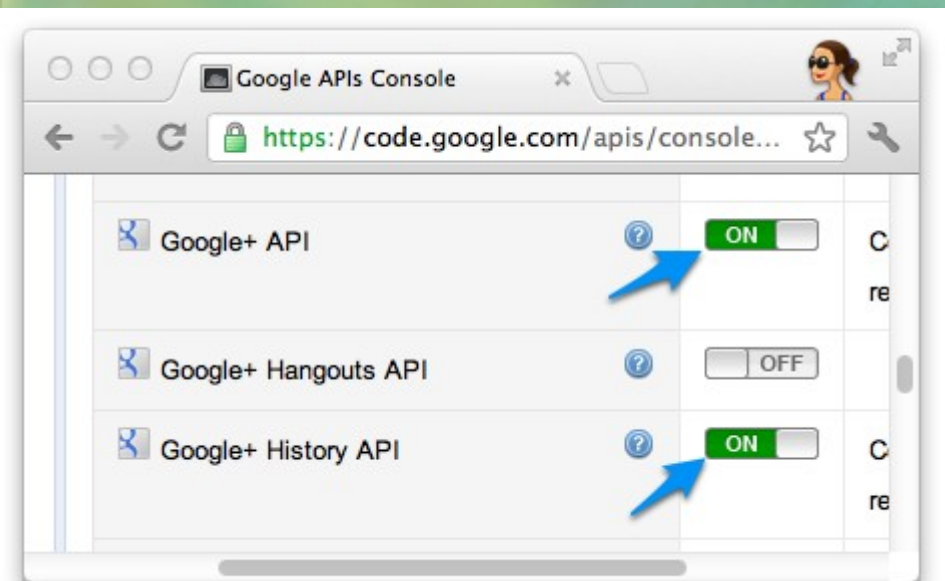 Google APIs Console
https://code.google.com/apis/console...
Google+ API ON
re
Google+ Hangouts API OFF
Google+ History API ON
re